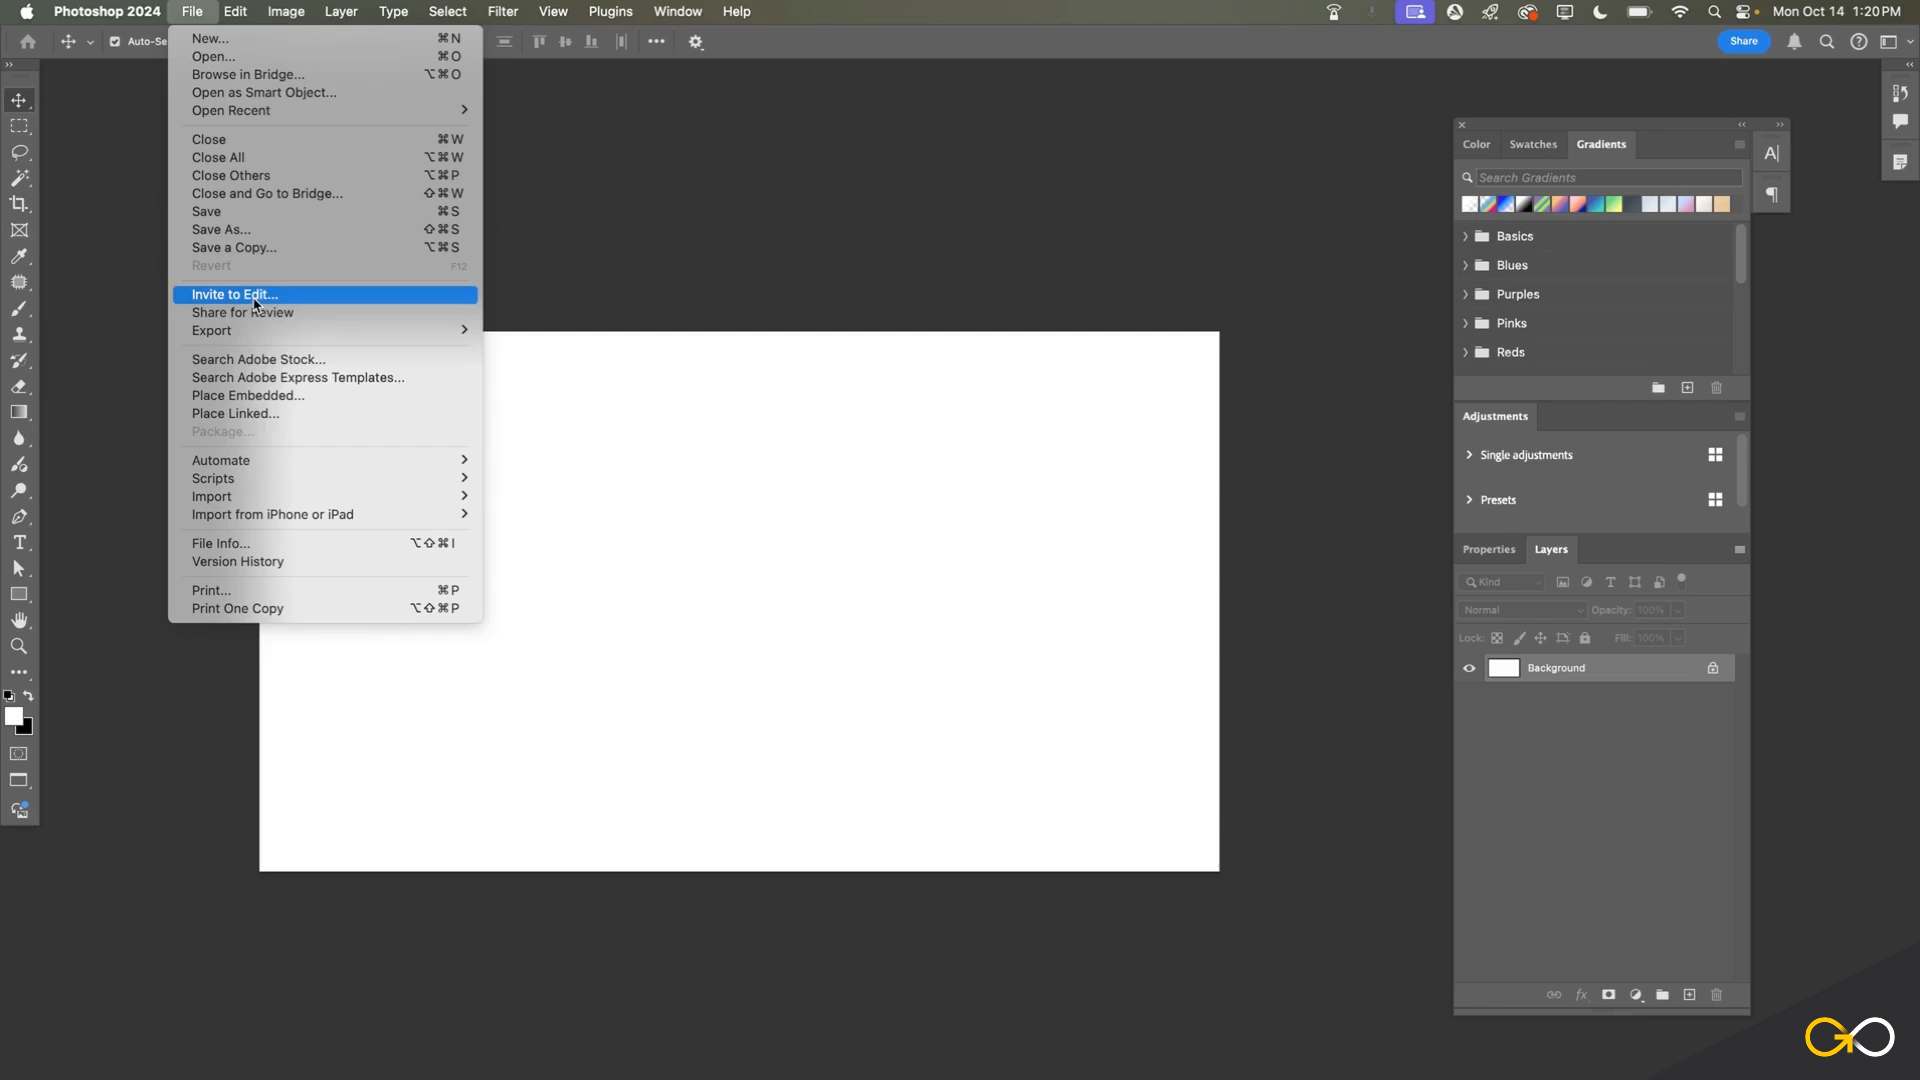 Photoshop 2024 File Edit Image Layer Type Select Filter View Plugins Window Help Mon Oct 14 1:20 PM
Auto-Se
Share
New... ⌘N
Open... ⌘O
Browse in Bridge... ⌥⌘O
Open as Smart Object...
Open Recent
Close ⌘W
Close All ⌥⌘W
Close Others ⌥⌘P
Close and Go to Bridge... ⇧⌘W
Save ⌘S
Save As... ⇧⌘S
Save a Copy... ⌥⌘S
Revert F12
Invite to Edit...
Share for Review
Export
Search Adobe Stock...
Search Adobe Express Templates...
Place Embedded...
Place Linked...
Package...
Automate
Scripts
Import
Import from iPhone or iPad
File Info... ⌥⇧⌘I
Version History
Print... ⌘P
Print One Copy ⌥⇧⌘P
Color Swatches Gradients
Search Gradients
Basics
Blues
Purples
Pinks
Reds
Adjustments
Single adjustments
Presets
Properties Layers
Kind
Normal Opacity: 100%
Lock: Fill: 100%
Background
fx
GO